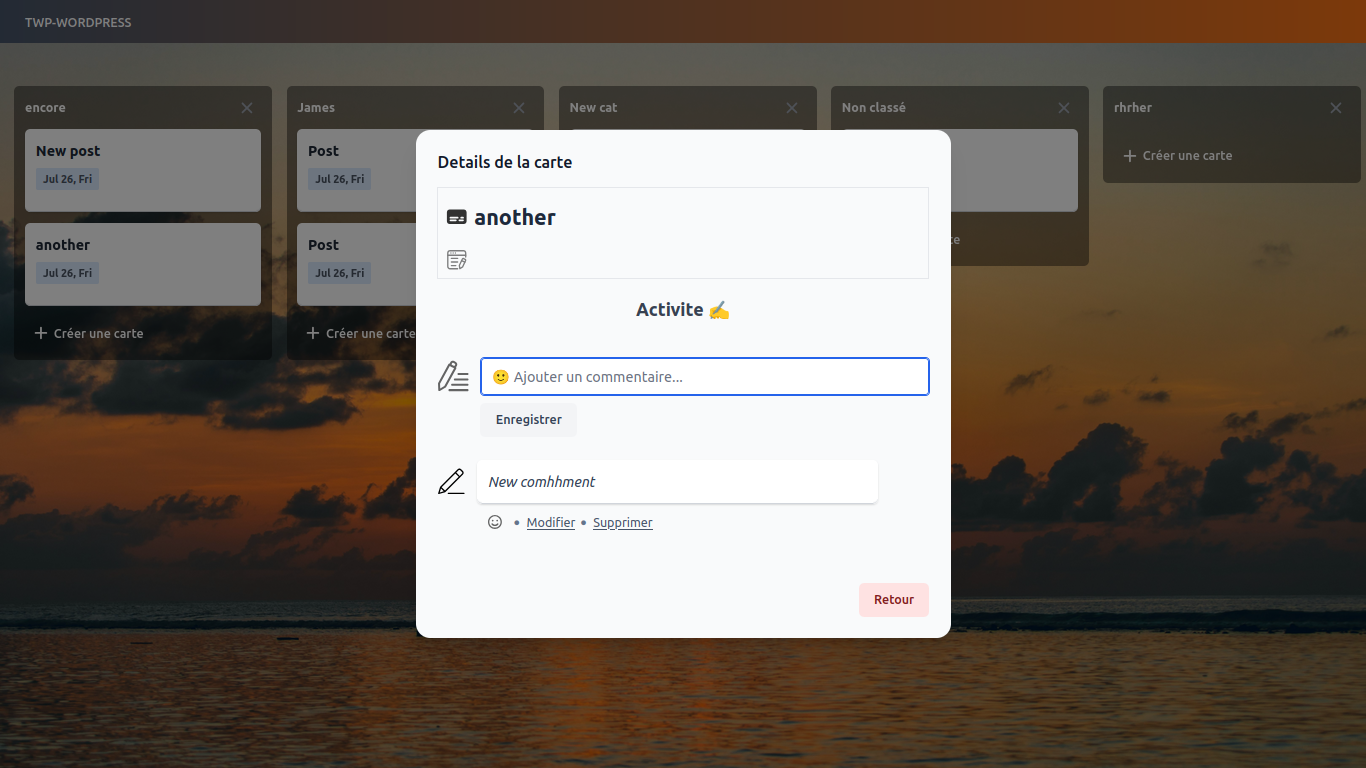 TWP-WORDPRESS
encore
New post
Jul 26, Fri
another
Jul 26, Fri
Créer une carte
James
Post
Jul 26, Fri
Post
Jul 26, Fri
Créer une carte
New cat
Non classé
te
rhrher
Créer une carte
Details de la carte
another
Activite ✍️
🙂 Ajouter un commentaire...
Enregistrer
New comhhment
• Modifier • Supprimer
Retour